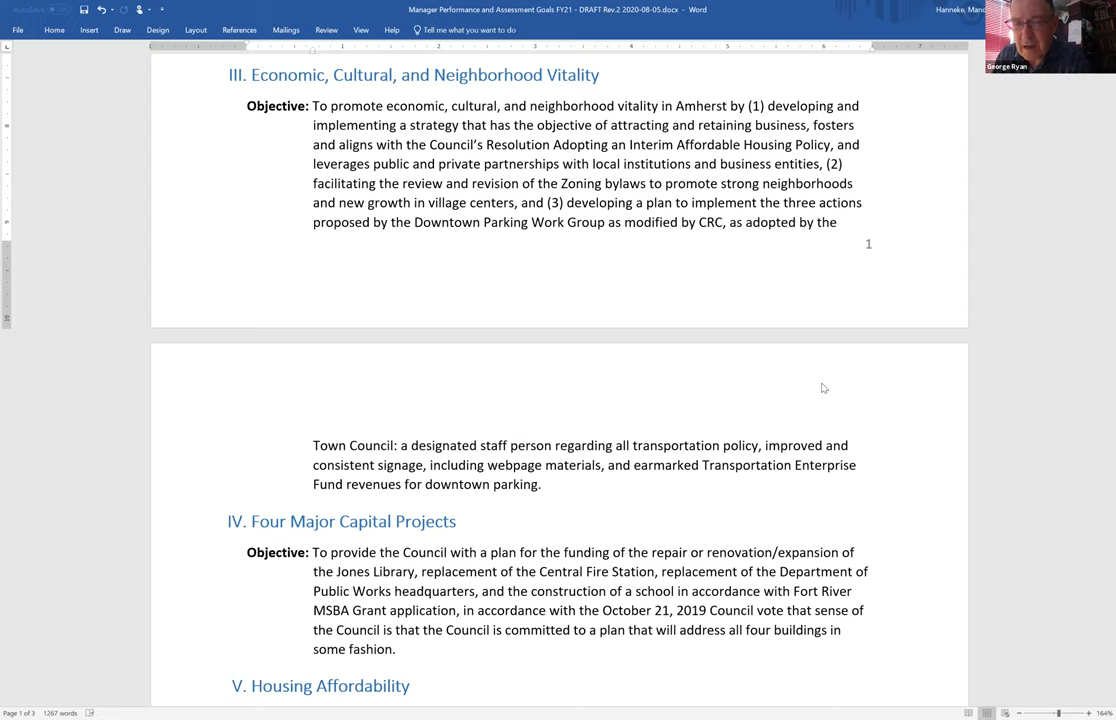 Manager Performance and Assessment Goals FY21 - DRAFT Rev.2 2020-08-05.docx - Word
Hanneke, Man
File Home Insert Draw Design Layout References Mailings Review View Help Tell me what you want to do
George Ryan
III. Economic, Cultural, and Neighborhood Vitality
Objective: To promote economic, cultural, and neighborhood vitality in Amherst by (1) developing and
implementing a strategy that has the objective of attracting and retaining business, fosters
and aligns with the Council's Resolution Adopting an Interim Affordable Housing Policy, and
leverages public and private partnerships with local institutions and business entities, (2)
facilitating the review and revision of the Zoning bylaws to promote strong neighborhoods
and new growth in village centers, and (3) developing a plan to implement the three actions
proposed by the Downtown Parking Work Group as modified by CRC, as adopted by the
1
Town Council: a designated staff person regarding all transportation policy, improved and
consistent signage, including webpage materials, and earmarked Transportation Enterprise
Fund revenues for downtown parking.
IV. Four Major Capital Projects
Objective: To provide the Council with a plan for the funding of the repair or renovation/expansion of
the Jones Library, replacement of the Central Fire Station, replacement of the Department of
Public Works headquarters, and the construction of a school in accordance with Fort River
MSBA Grant application, in accordance with the October 21, 2019 Council vote that sense of
the Council is that the Council is committed to a plan that will address all four buildings in
some fashion.
V. Housing Affordability
Page 1 of 3 1267 words
164%